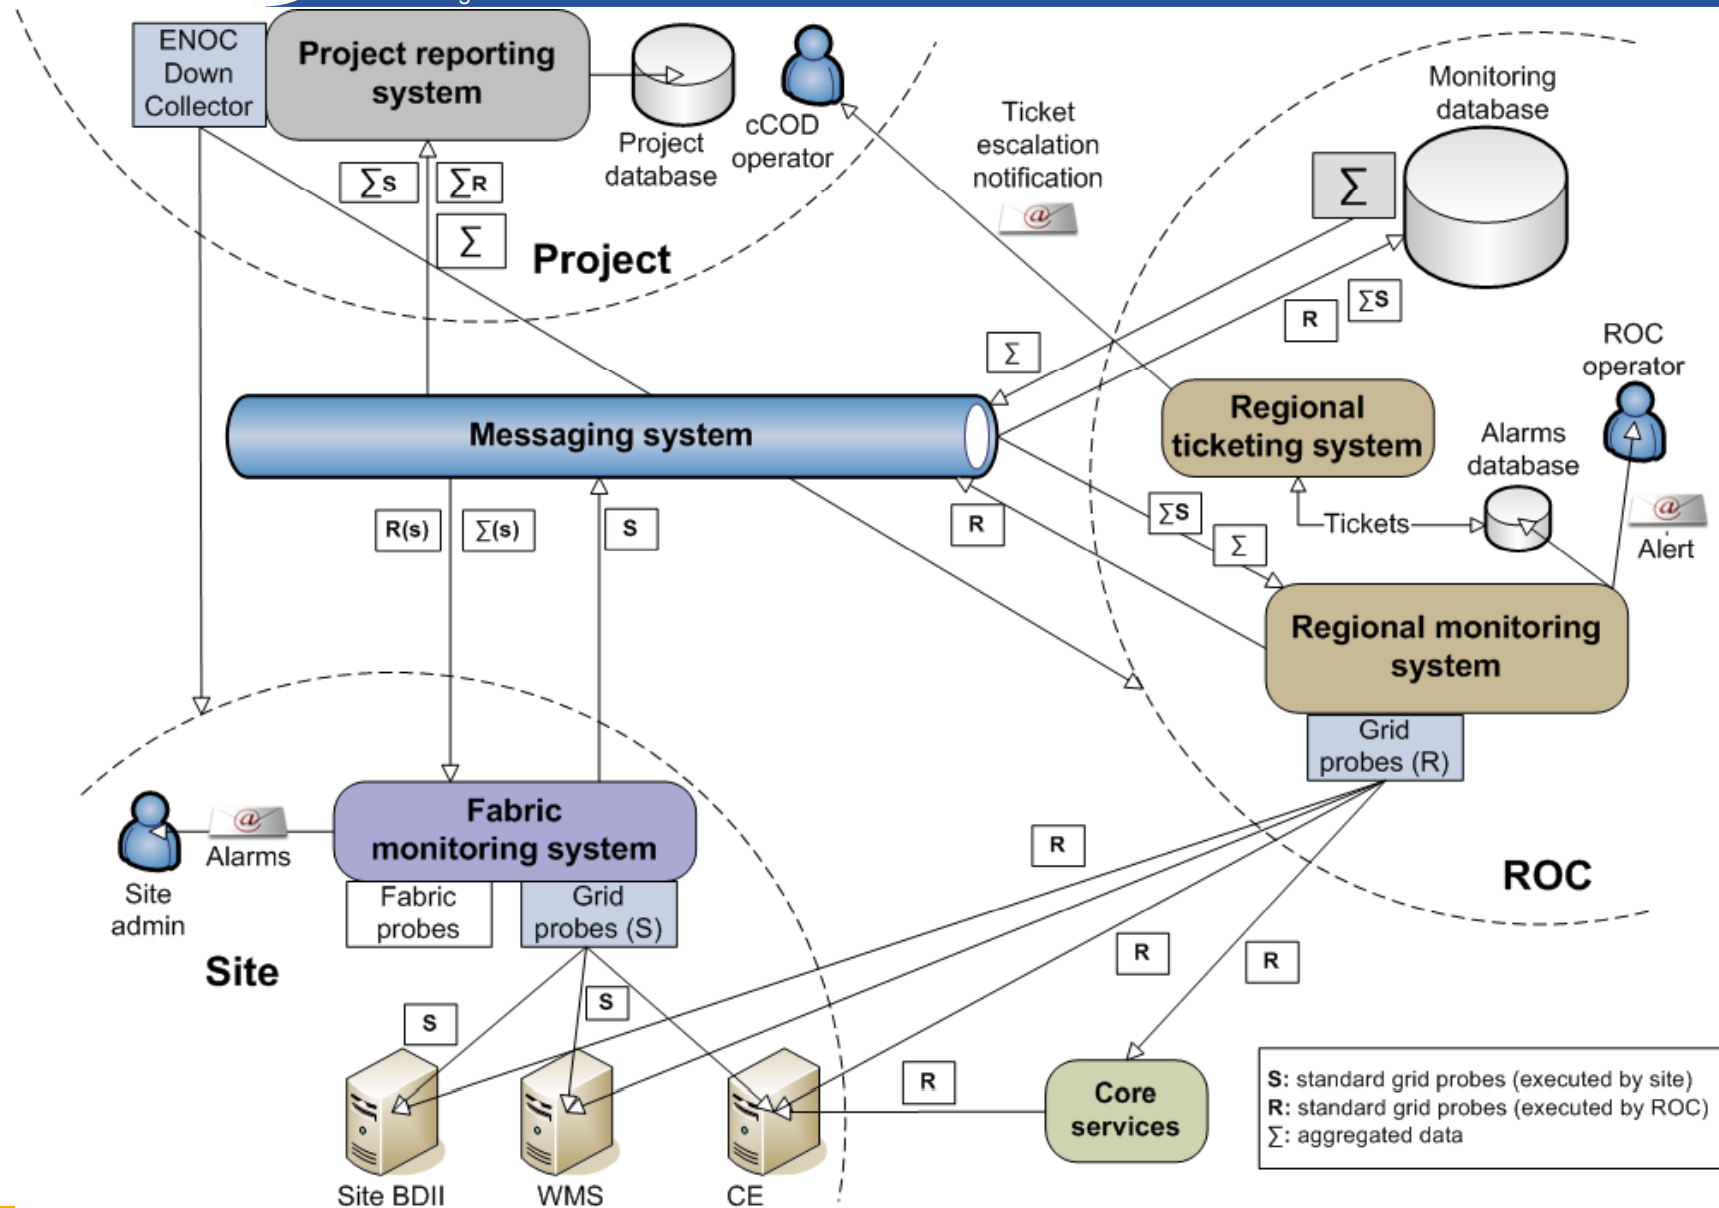 ENOC
Down
Collector
Project reporting
system
Project
database
cCOD
operator
Ticket
escalation
notification
@
Monitoring
database
∑S
∑R
∑
Project
∑
R
∑S
∑
ROC
operator
Messaging system
Regional
ticketing system
Alarms
database
@
Alert
Tickets
R(s)
∑(s)
S
R
∑S
∑
Regional monitoring
system
Grid
probes (R)
ROC
@
Alarms
Site
admin
Fabric
monitoring system
Fabric
probes
Grid
probes (S)
Site
R
R
R
S
S
R
Core
services
Site BDII
WMS
CE
S: standard grid probes (executed by site)
R: standard grid probes (executed by ROC)
∑: aggregated data